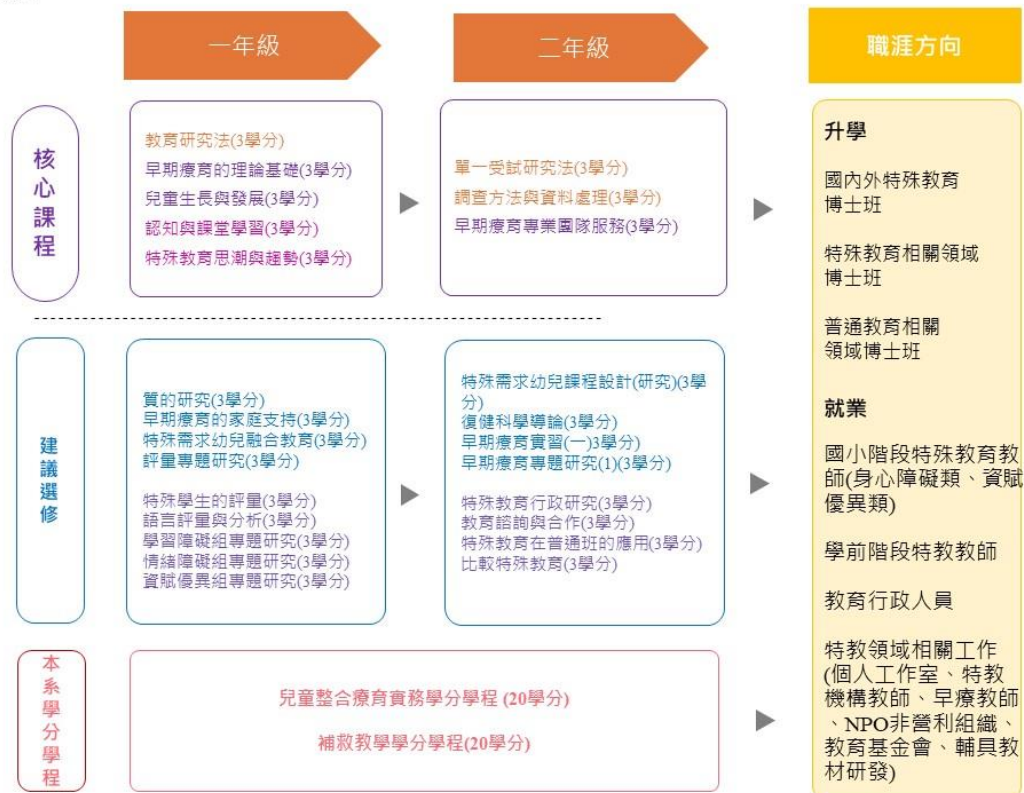 一年級
二年級
職涯方向
核心課程
教育研究法(3學分)
早期療育的理論基礎(3學分)
兒童生長與發展(3學分)
認知與課堂學習(3學分)
特殊教育思潮與趨勢(3學分)
單一受試研究法(3學分)
調查方法與資料處理(3學分)
早期療育專業團隊服務(3學分)
建議選修
質的研究(3學分)
早期療育的家庭支持(3學分)
特殊需求幼兒融合教育(3學分)
評量專題研究(3學分)
特殊學生的評量(3學分)
語言評量與分析(3學分)
學習障礙組專題研究(3學分)
情緒障礙組專題研究(3學分)
資賦優異組專題研究(3學分)
特殊需求幼兒課程設計(研究)(3學
分)
復健科學導論(3學分)
早期療育實習(一)3學分)
早期療育專題研究(1)(3學分)
特殊教育行政研究(3學分)
教育諮詢與合作(3學分)
特殊教育在普通班的應用(3學分)
比較特殊教育(3學分)
本系學分學程
兒童整合療育實務學分學程 (20學分)
補救教學學分學程(20學分)
升學
國內外特殊教育
博士班
特殊教育相關領域
博士班
普通教育相關
領域博士班
就業
國小階段特殊教育教
師(身心障礙類、資賦
優異類)
學前階段特教教師
教育行政人員
特教領域相關工作
(個人工作室、特教
機構教師、早療教師
、NPO非營利組織、
教育基金會、輔具教
材研發)